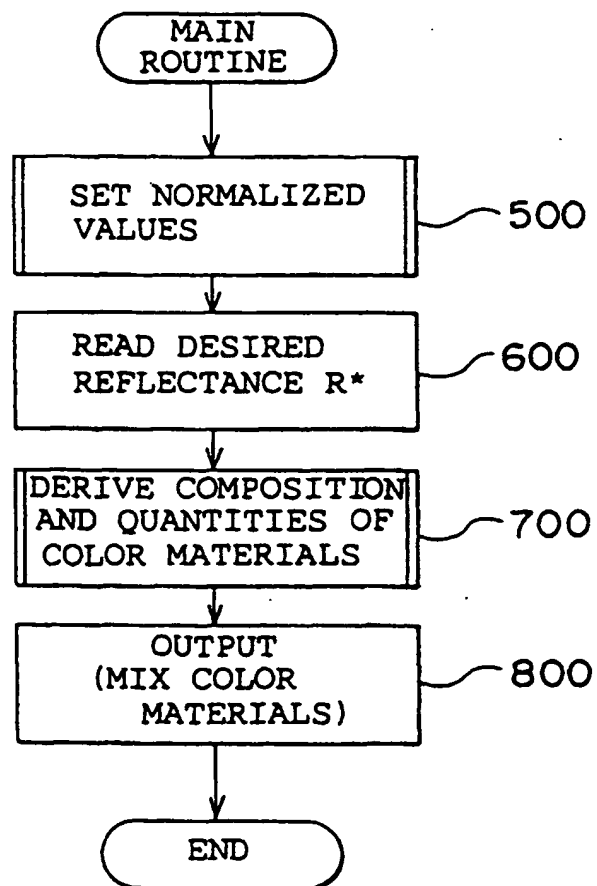 MAIN
ROUTINE
SET NORMALIZED
VALUES
500
READ DESIRED
REFLECTANCE R*
600
DERIVE COMPOSITION
AND QUANTITIES OF
COLOR MATERIALS
700
OUTPUT
(MIX COLOR
MATERIALS)
800
END